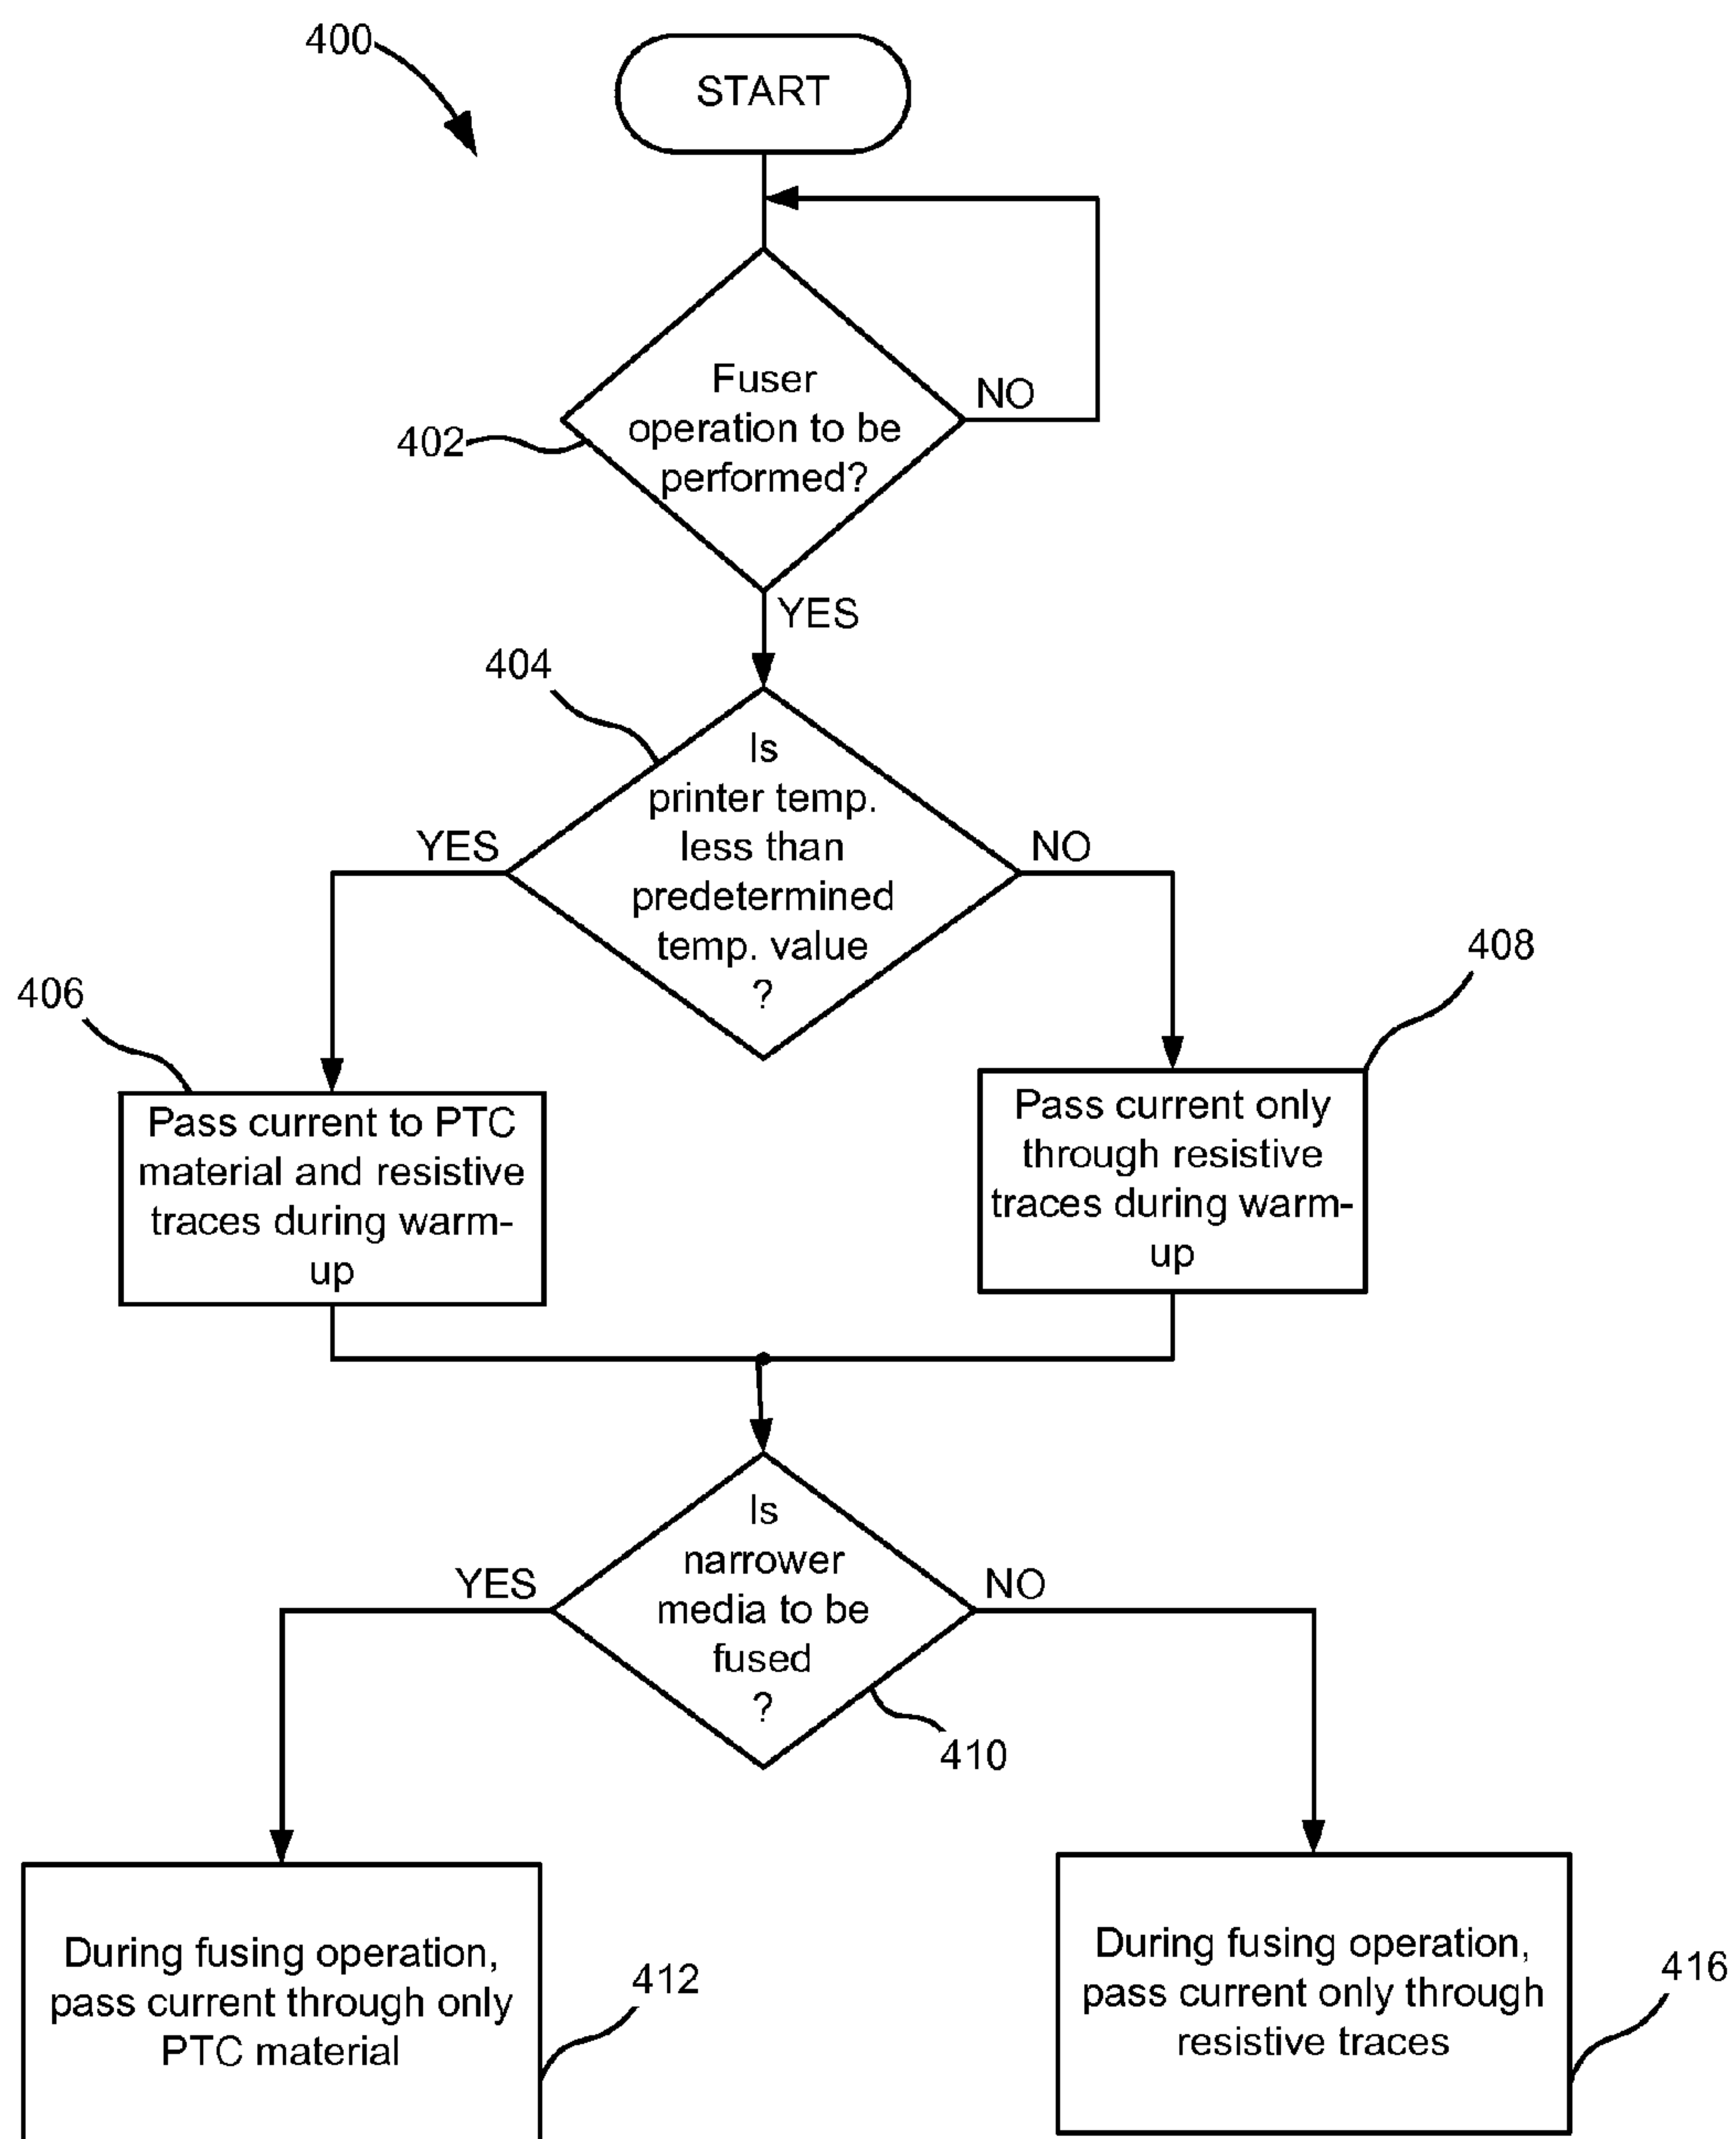 400
START
NO
Fuser
operation to be
performed?
402
YES
404
Is
printer temp.
less than
predetermined
temp. value
?
YES
NO
406
408
Pass current to PTC
material and resistive
traces during warm-
up
Pass current only
through resistive
traces during warm-
up
Is
narrower
media to be
fused
?
YES
NO
410
During fusing operation,
pass current through only
PTC material
412
During fusing operation,
pass current only through
resistive traces
416